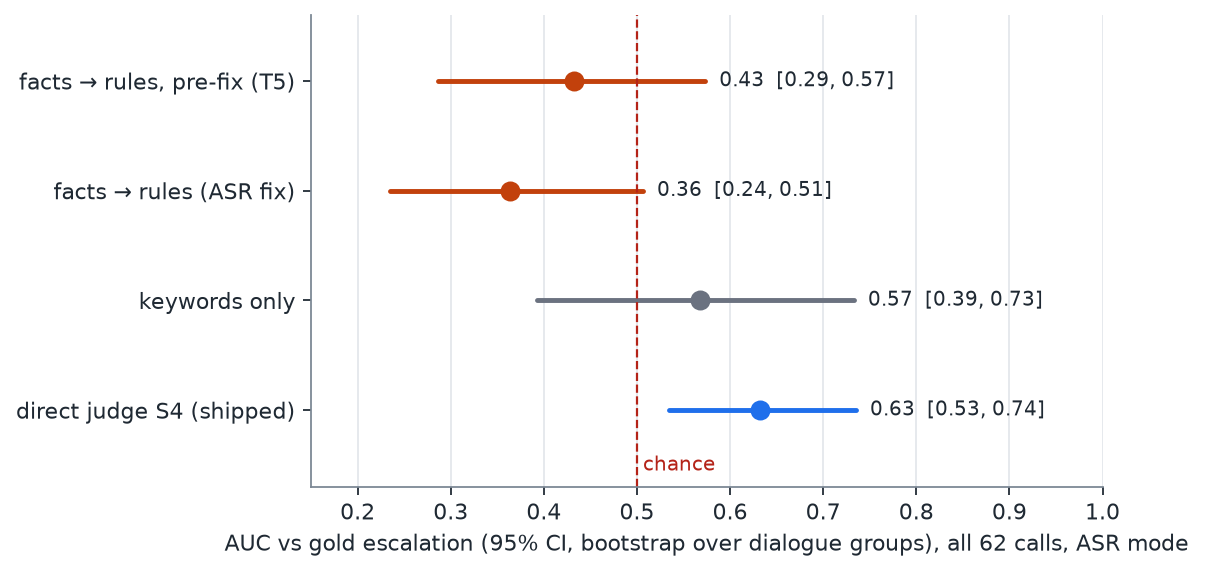 facts → rules, pre-fix (T5)
0.43 [0.29, 0.57]
facts → rules (ASR fix)
0.36 [0.24, 0.51]
keywords only
0.57 [0.39, 0.73]
direct judge S4 (shipped)
0.63 [0.53, 0.74]
chance
0.2 0.3 0.4 0.5 0.6 0.7 0.8 0.9 1.0
AUC vs gold escalation (95% CI, bootstrap over dialogue groups), all 62 calls, ASR mode